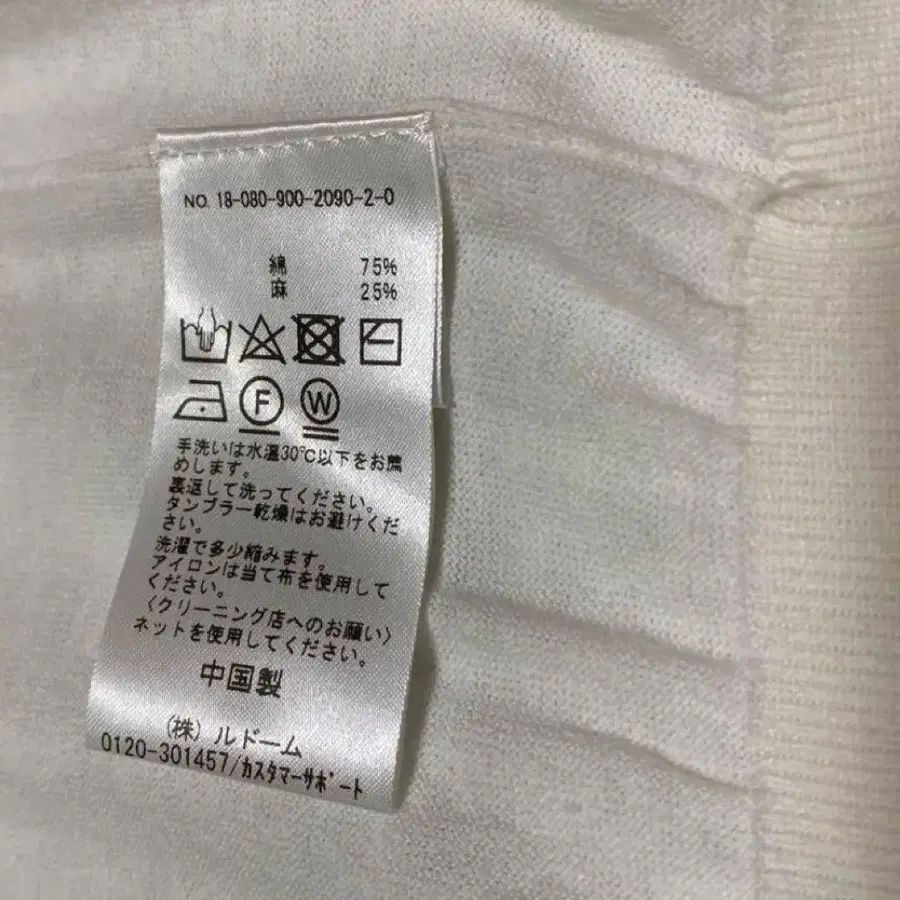 NO. 18-080-900-2090-2-0
綿 75%
麻 25%
F W
手洗いは水温30℃以下をお薦
めします。
裏返して洗ってください。
タンブラー乾燥はお避けくだ
さい。
洗濯で多少縮みます。
アイロンは当て布を使用して
ください。
〈クリーニング店へのお願い〉
ネットを使用してください。
中国製
(株)ルドーム
0120-301457/カスタマーサポート